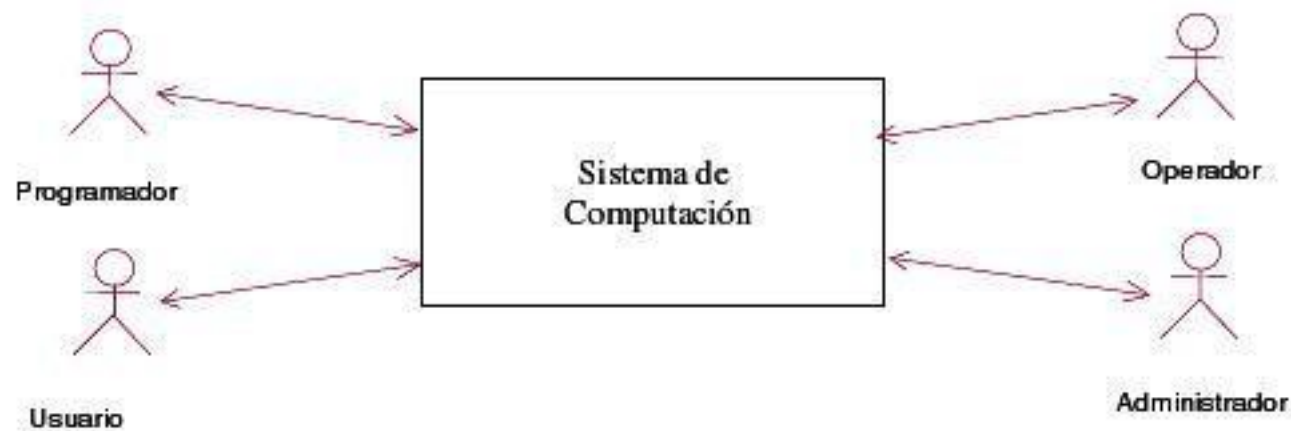 Programador
Sistema de
Computación
Operador
Usuario
Administrador